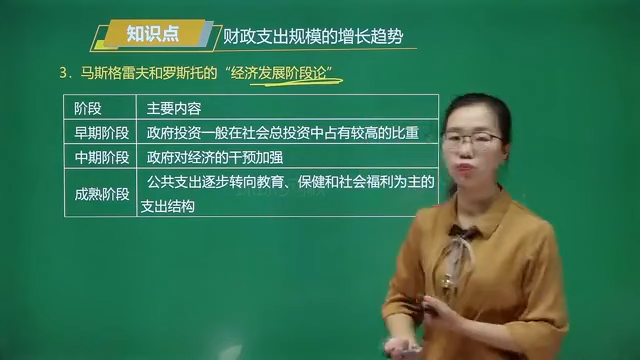 知识点
财政支出规模的增长趋势
3．马斯格雷夫和罗斯托的“经济发展阶段论”
阶段 主要内容
早期阶段 政府投资一般在社会总投资中占有较高的比重
中期阶段 政府对经济的干预加强
成熟阶段 公共支出逐步转向教育、保健和社会福利为主的
支出结构